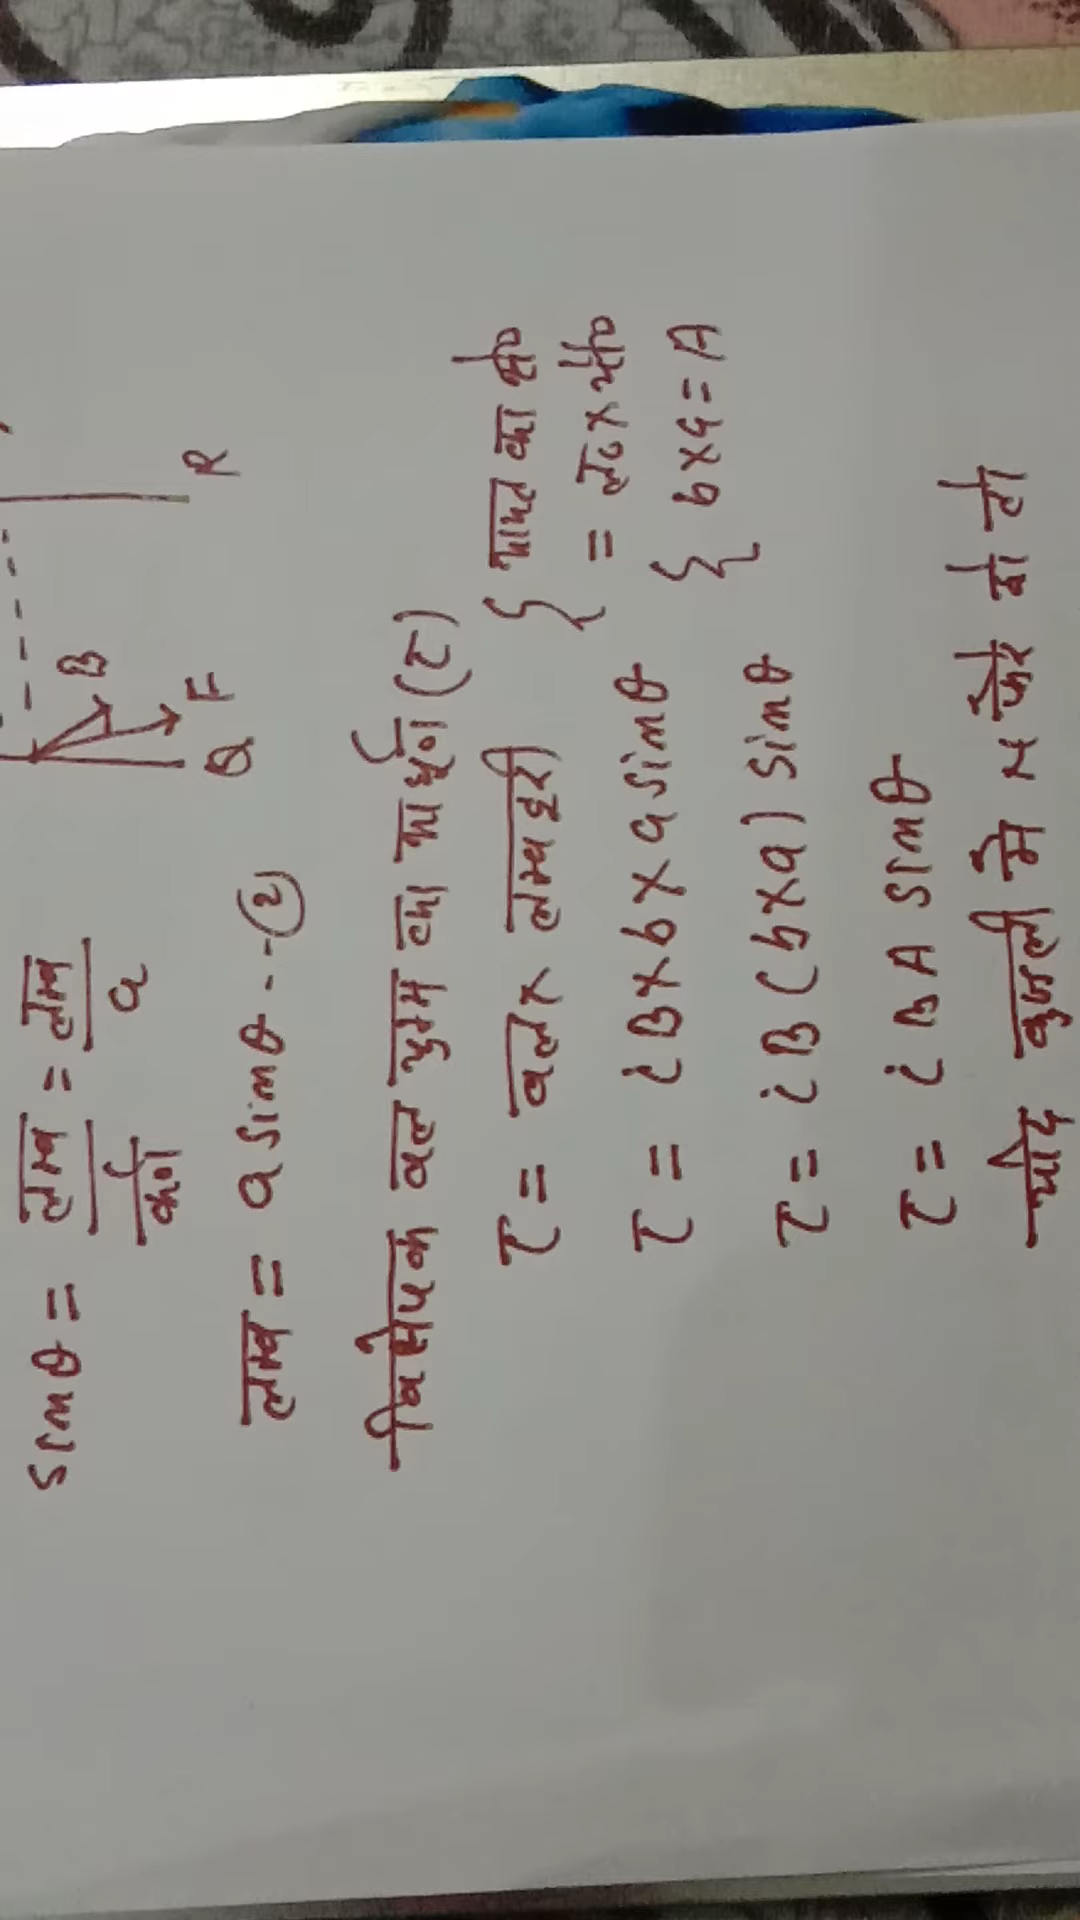 R
B
F
Q
sinθ = लम्ब/कर्ण = लम्ब/a
लम्ब = a sinθ --②
विक्षेपक बल युग्म का आघूर्ण (τ)
τ = बल x लम्ब दूरी { आयत का क्षे०
= ल० x चौ०
τ = iB x b x a sinθ
{ b x a = A
τ = iB (b x a) sinθ
τ = iBA sinθ
यदि कुण्डली में N फेरे हो तो